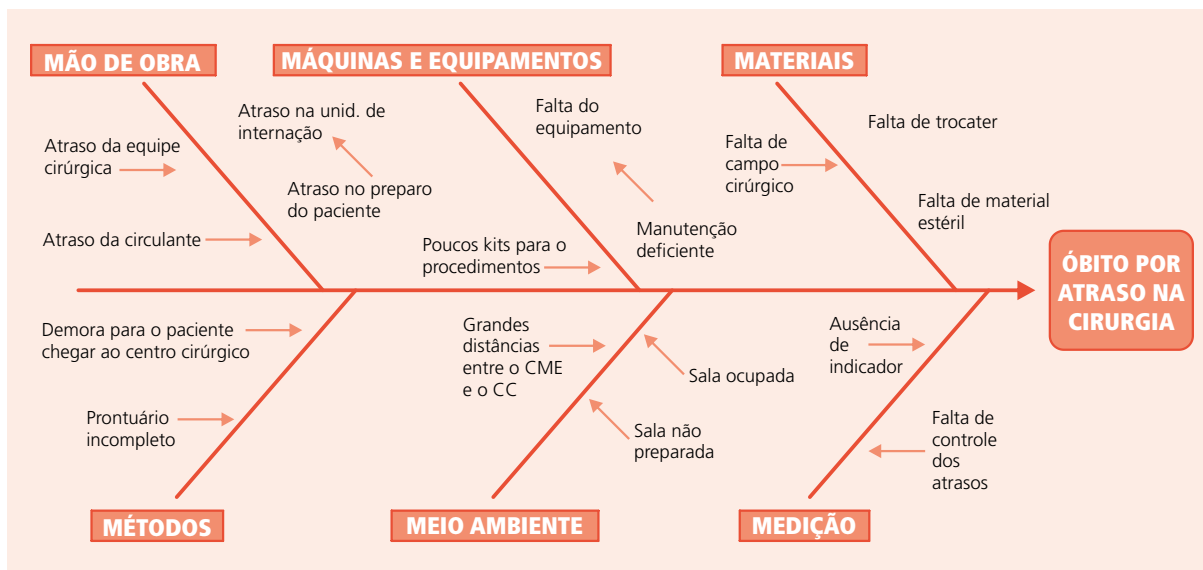 MÃO DE OBRA
MÁQUINAS E EQUIPAMENTOS
MATERIAIS
Atraso da equipe
cirúrgica
Atraso da circulante
Atraso na unid. de
internação
Atraso no preparo
do paciente
Falta do
equipamento
Manutenção
deficiente
Poucos kits para o
procedimentos
Falta de
campo
cirúrgico
Falta de trocater
Falta de material
estéril
ÓBITO POR
ATRASO NA
CIRURGIA
Demora para o paciente
chegar ao centro cirúrgico
Prontuário
incompleto
Grandes
distâncias
entre o CME
e o CC
Sala ocupada
Sala não
preparada
Ausência
de
indicador
Falta de
controle
dos
atrasos
MÉTODOS
MEIO AMBIENTE
MEDIÇÃO